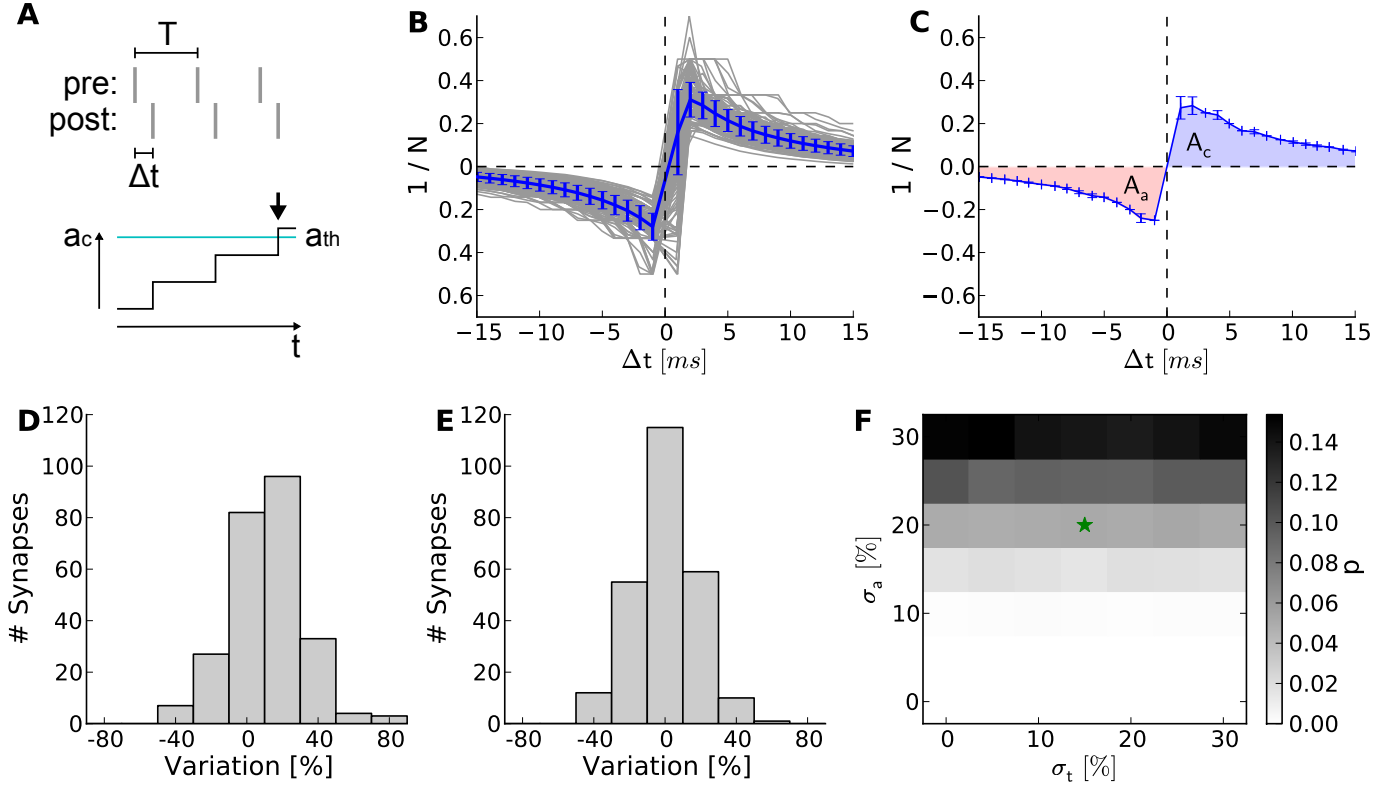 A
T
pre:
post:
Δt
ac
ath
t
B
1 / N
0.6
0.4
0.2
0
0.2
0.4
0.6
−15
−10
−5
0
5
10
15
Δt [ms]
C
1 / N
0.6
0.4
0.2
0.0
−0.2
−0.4
−0.6
Ac
Aa
−15
−10
−5
0
5
10
15
Δt [ms]
D
# Synapses
120
100
80
60
40
20
0
-80
-40
0
40
80
Variation [%]
E
# Synapses
120
100
80
60
40
20
0
-80
-40
0
40
80
Variation [%]
F
σa [%]
30
20
10
0
0
10
20
30
σt [%]
0.14
0.12
0.10
0.08
0.06
0.04
0.02
0.00
p